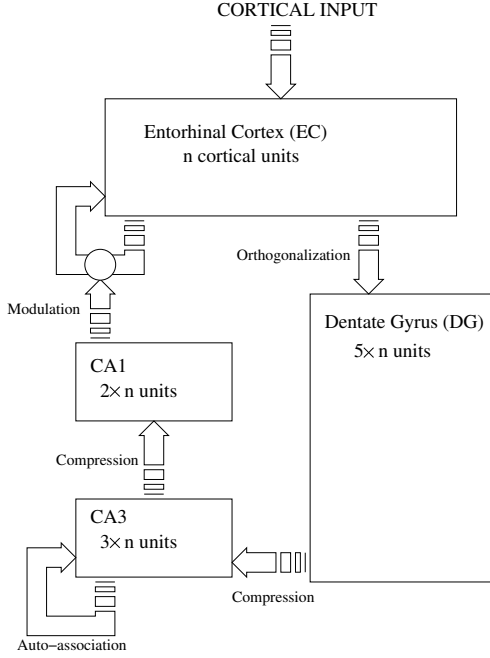 CORTICAL INPUT
Entorhinal Cortex (EC)
n cortical units
Orthogonalization
Modulation
Dentate Gyrus (DG)
5× n units
CA1
2× n units
Compression
CA3
3× n units
Compression
Auto−association